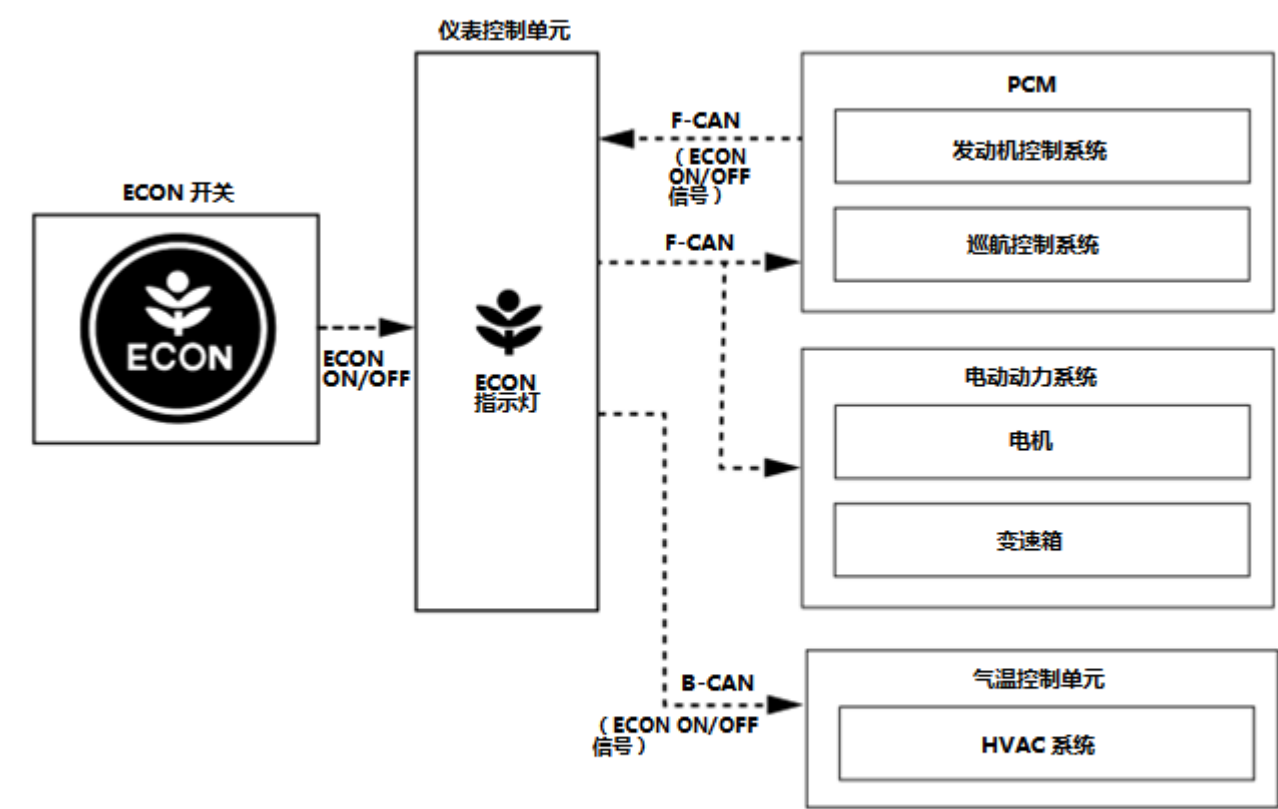 仪表控制单元
PCM
F-CAN
（ECON
ON/OFF
信号）
发动机控制系统
ECON 开关
F-CAN
巡航控制系统
ECON
ECON
ON/OFF
ECON
指示灯
电动动力系统
电机
变速箱
B-CAN
（ECON ON/OFF
信号）
气温控制单元
HVAC 系统